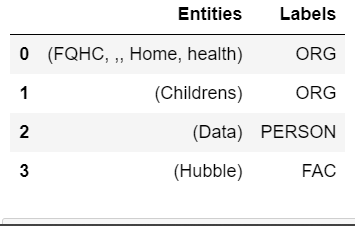 Entities Labels
0 (FQHC, ,, Home, health) ORG
1 (Childrens) ORG
2 (Data) PERSON
3 (Hubble) FAC